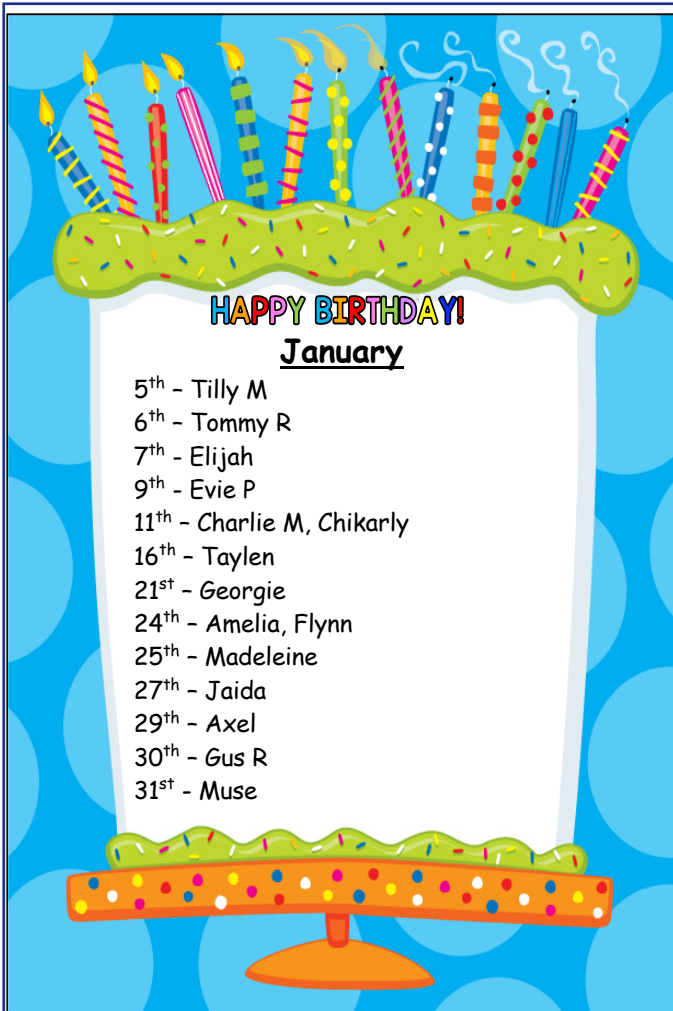 HAPPY BIRTHDAY!
January
5th – Tilly M
6th – Tommy R
7th - Elijah
9th - Evie P
11th – Charlie M, Chikarly
16th – Taylen
21st – Georgie
24th – Amelia, Flynn
25th – Madeleine
27th – Jaida
29th – Axel
30th – Gus R
31st - Muse